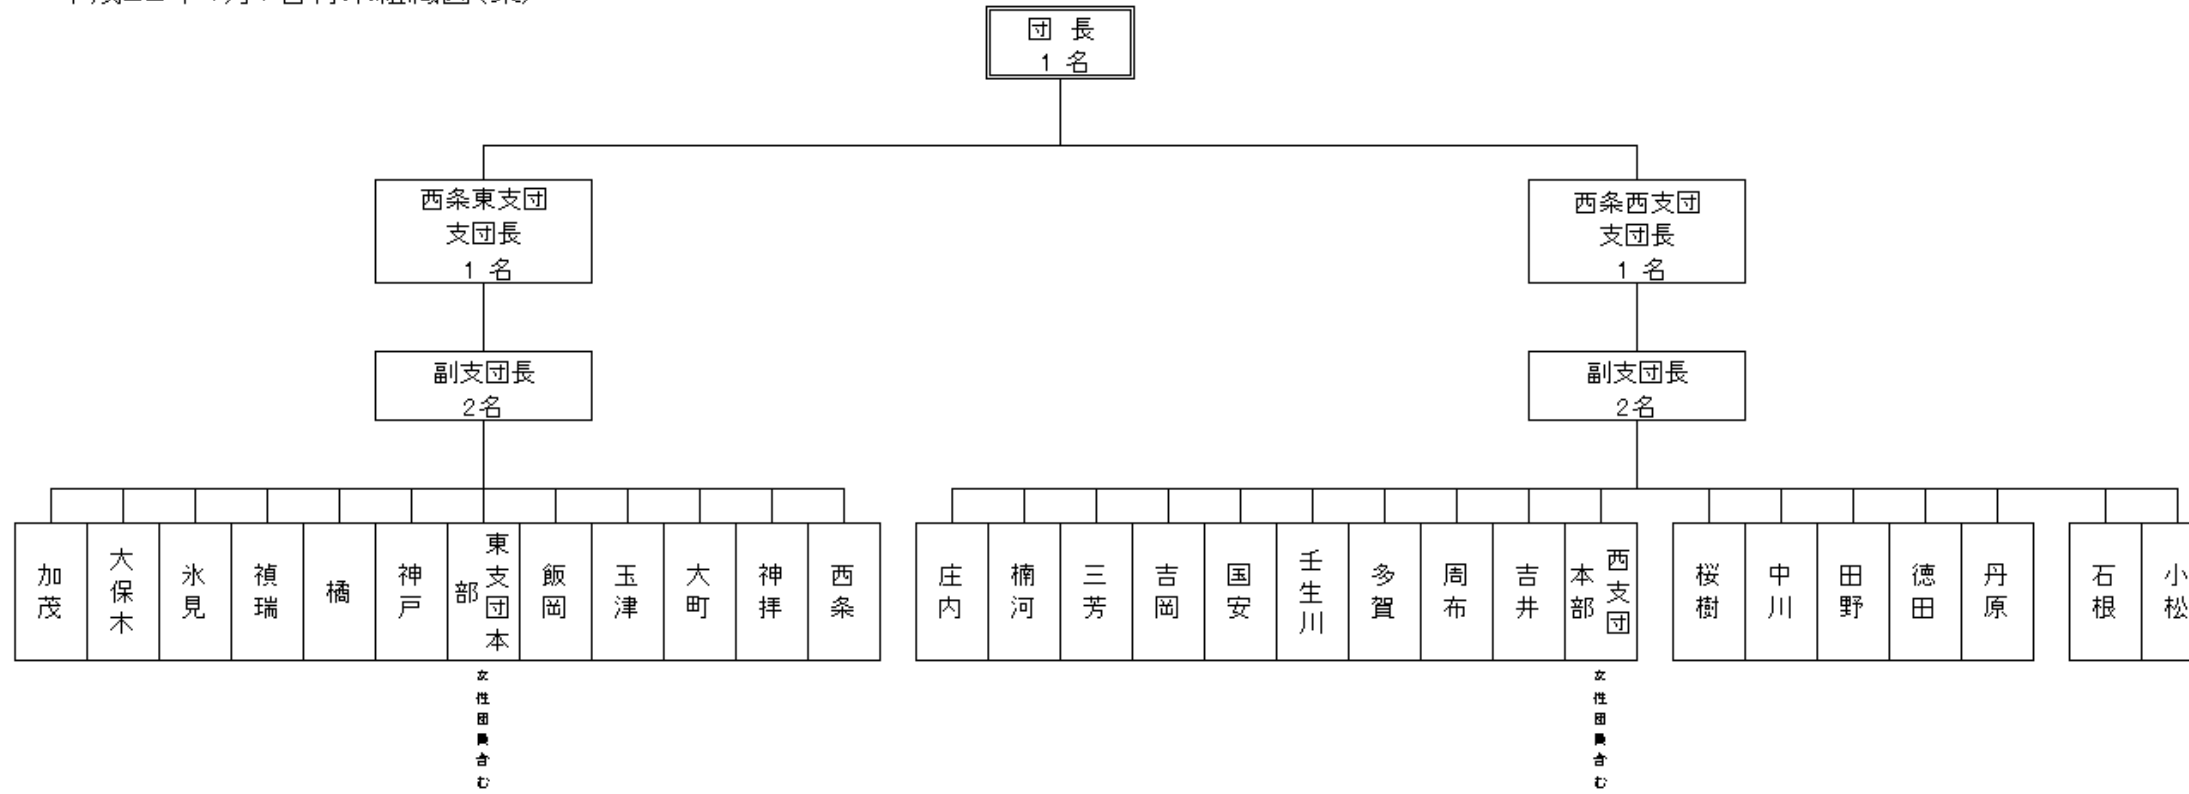 団 長
1 名
西条東支団
支団長
1 名
西条西支団
支団長
1 名
副支団長
2名
副支団長
2名
加茂
大保木
氷見
禎瑞
橘
神戸
東支団本
部
飯岡
玉津
大町
神拝
西条
庄内
楠河
三芳
吉岡
国安
壬生川
多賀
周布
吉井
西支団
本部
桜樹
中川
田野
徳田
丹原
石根
小松
女性団員含む
女性団員含む